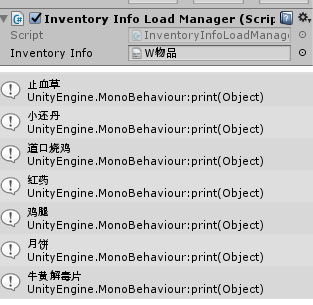 Inventory Info Load Manager (Scrip
Script InventoryInfoLoadManage
Inventory Info W物品
止血草
UnityEngine.MonoBehaviour:print(Object)
小还丹
UnityEngine.MonoBehaviour:print(Object)
道口烧鸡
UnityEngine.MonoBehaviour:print(Object)
红药
UnityEngine.MonoBehaviour:print(Object)
鸡腿
UnityEngine.MonoBehaviour:print(Object)
月饼
UnityEngine.MonoBehaviour:print(Object)
牛黄解毒片
UnityEngine.MonoBehaviour:print(Object)